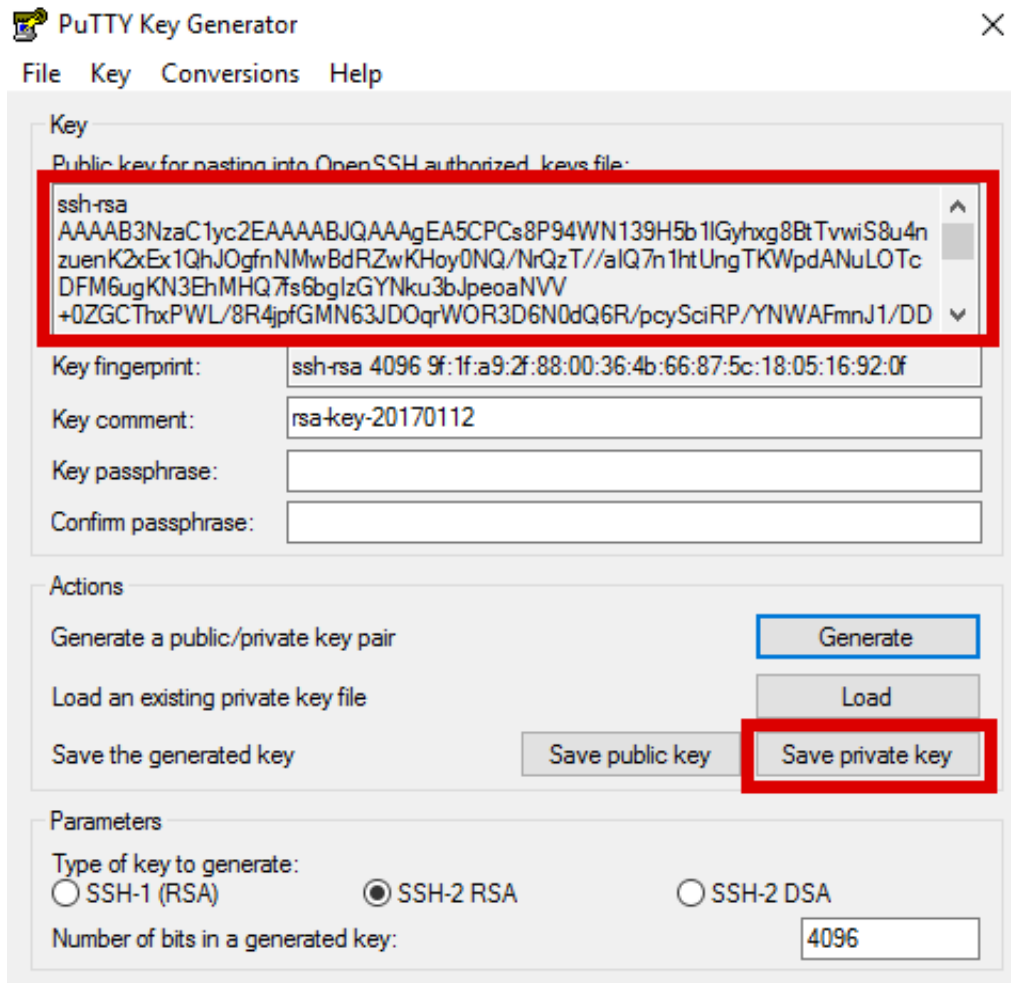 PuTTY Key Generator
File Key Conversions Help
Key
Public key for pasting into OpenSSH authorized_keys file:
ssh-rsa
AAAAB3NzaC1yc2EAAAABJQAAAgEA5CPCs8P94WN139H5b1IGyhxg8BtTvwiS8u4n
zuenK2xEx1QhJOgfnNMwBdRZwKHoy0NQ/NrQzT//alQ7n1htUngTKWpdANuLOTc
DFM6ugKN3EhMHQ7fs6bglzGYNku3bJpeoaNVV
+0ZGCThxPWL/8R4jpfGMN63JDOqrWOR3D6N0dQ6R/pcySciRP/YNWAFmnJ1/DD
Key fingerprint: ssh-rsa 4096 9f:1f:a9:2f:88:00:36:4b:66:87:5c:18:05:16:92:0f
Key comment: rsa-key-20170112
Key passphrase:
Confirm passphrase:
Actions
Generate a public/private key pair Generate
Load an existing private key file Load
Save the generated key Save public key Save private key
Parameters
Type of key to generate:
SSH-1 (RSA) SSH-2 RSA SSH-2 DSA
Number of bits in a generated key: 4096